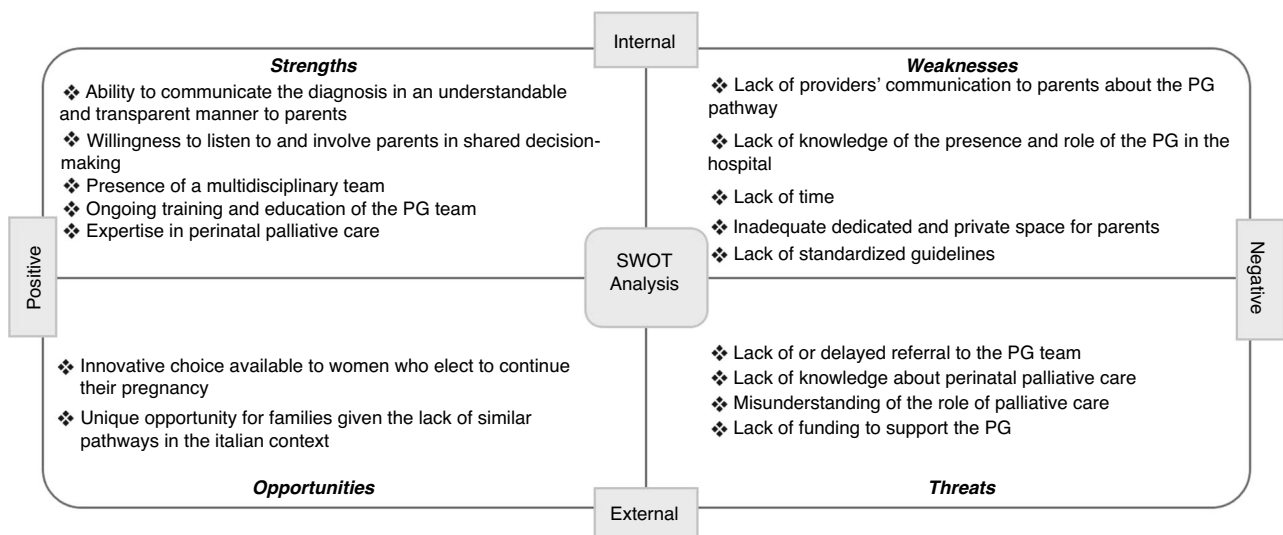 Internal
Strengths
❖ Ability to communicate the diagnosis in an understandable
and transparent manner to parents
❖ Willingness to listen to and involve parents in shared decision-
making
❖ Presence of a multidisciplinary team
❖ Ongoing training and education of the PG team
❖ Expertise in perinatal palliative care
Weaknesses
❖ Lack of providers' communication to parents about the PG
pathway
❖ Lack of knowledge of the presence and role of the PG in the
hospital
❖ Lack of time
❖ Inadequate dedicated and private space for parents
❖ Lack of standardized guidelines
Positive
SWOT
Analysis
Negative
❖ Innovative choice available to women who elect to continue
their pregnancy
❖ Unique opportunity for families given the lack of similar
pathways in the italian context
Opportunities
❖ Lack of or delayed referral to the PG team
❖ Lack of knowledge about perinatal palliative care
❖ Misunderstanding of the role of palliative care
❖ Lack of funding to support the PG
Threats
External